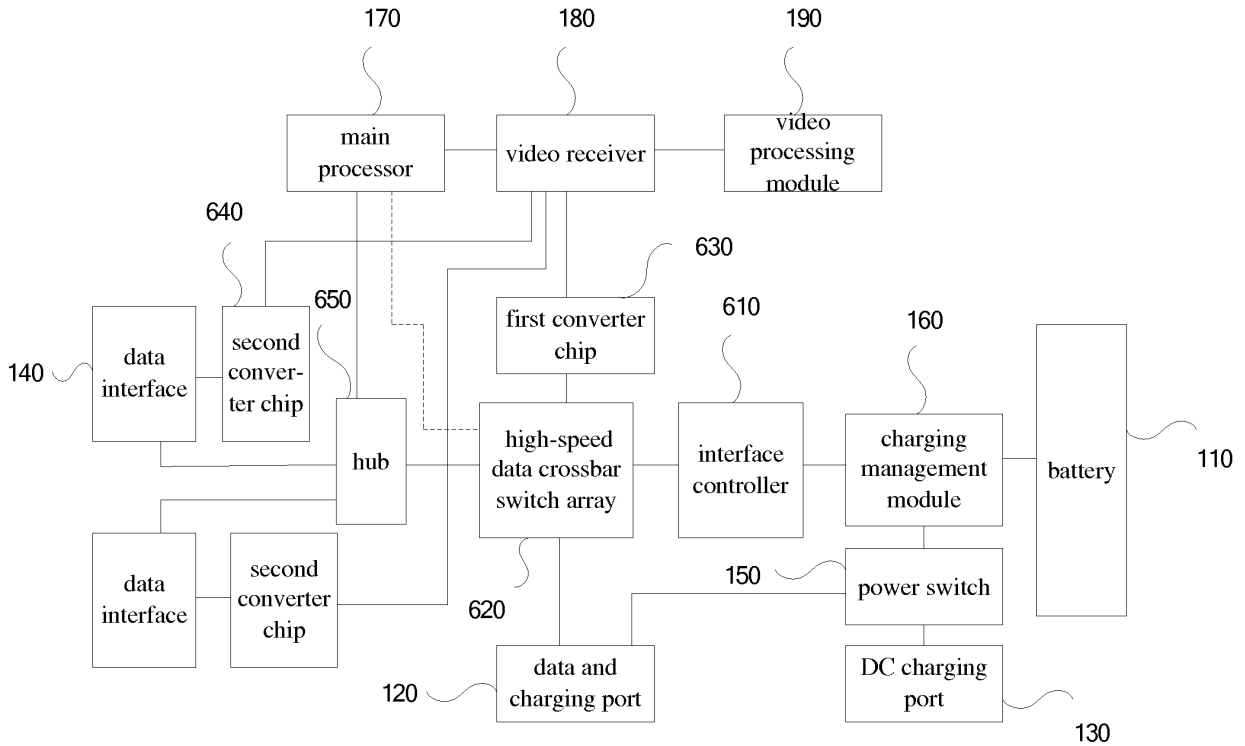 170
180
190
main
processor
video receiver
video
processing
module
640
630
650
610
160
first converter
chip
140
data
interface
second
conver-
ter chip
hub
high-speed
data crossbar
switch array
interface
controller
charging
management
module
battery
110
data
interface
second
converter
chip
620
150
power switch
120
data and
charging port
DC charging
port
130